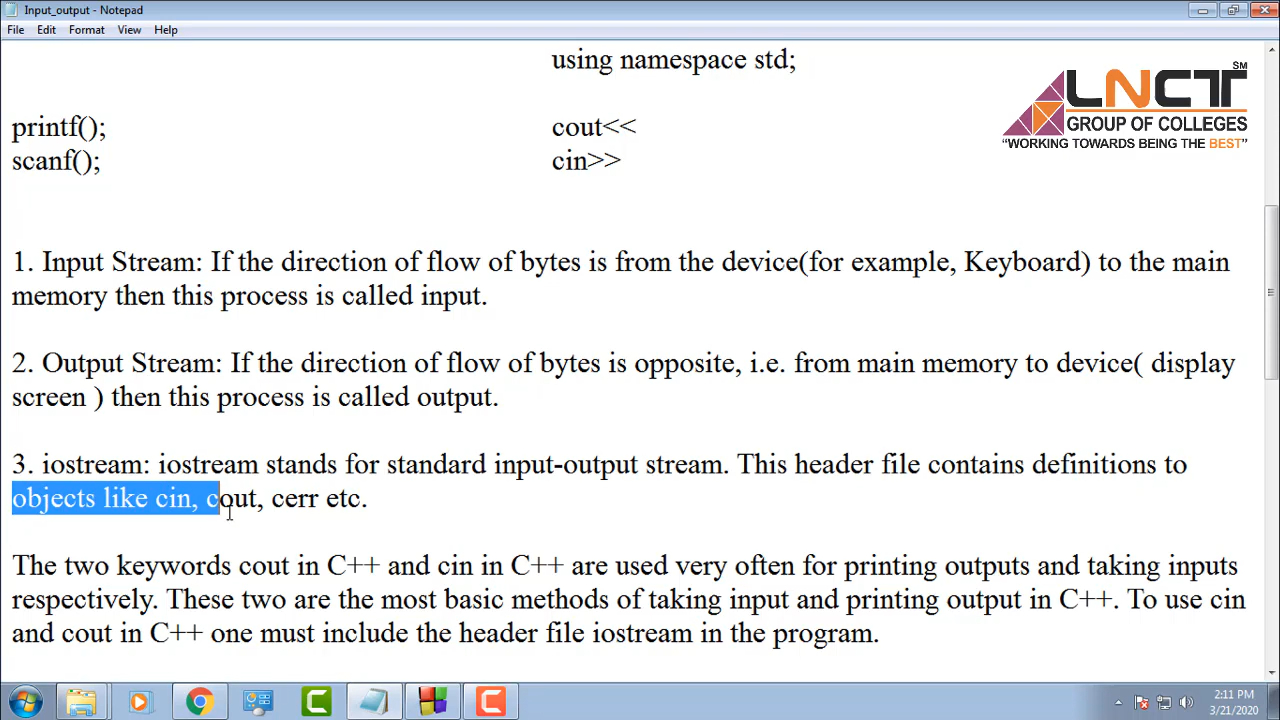 Input_output - Notepad
File Edit Format View Help
using namespace std;
LNCT
SM
GROUP OF COLLEGES
"WORKING TOWARDS BEING THE BEST"
printf(); cout<<
scanf(); cin>>
1. Input Stream: If the direction of flow of bytes is from the device(for example, Keyboard) to the main
memory then this process is called input.
2. Output Stream: If the direction of flow of bytes is opposite, i.e. from main memory to device( display
screen ) then this process is called output.
3. iostream: iostream stands for standard input-output stream. This header file contains definitions to
objects like cin, cout, cerr etc.
The two keywords cout in C++ and cin in C++ are used very often for printing outputs and taking inputs
respectively. These two are the most basic methods of taking input and printing output in C++. To use cin
and cout in C++ one must include the header file iostream in the program.
2:11 PM
3/21/2020